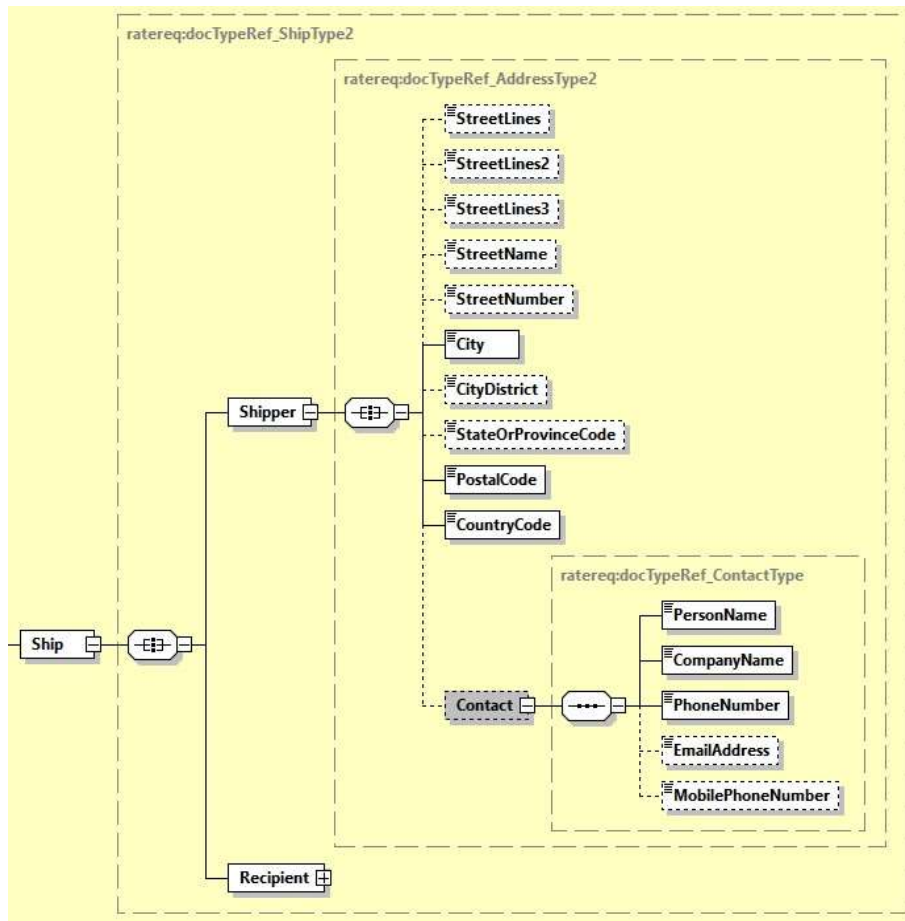 ratereq:docTypeRef_ShipType2
ratereq:docTypeRef_AddressType2
StreetLines
StreetLines2
StreetLines3
StreetName
StreetNumber
City
CityDistrict
Shipper
StateOrProvinceCode
PostalCode
CountryCode
ratereq:docTypeRef_ContactType
PersonName
Ship
CompanyName
Contact
PhoneNumber
EmailAddress
MobilePhoneNumber
Recipient